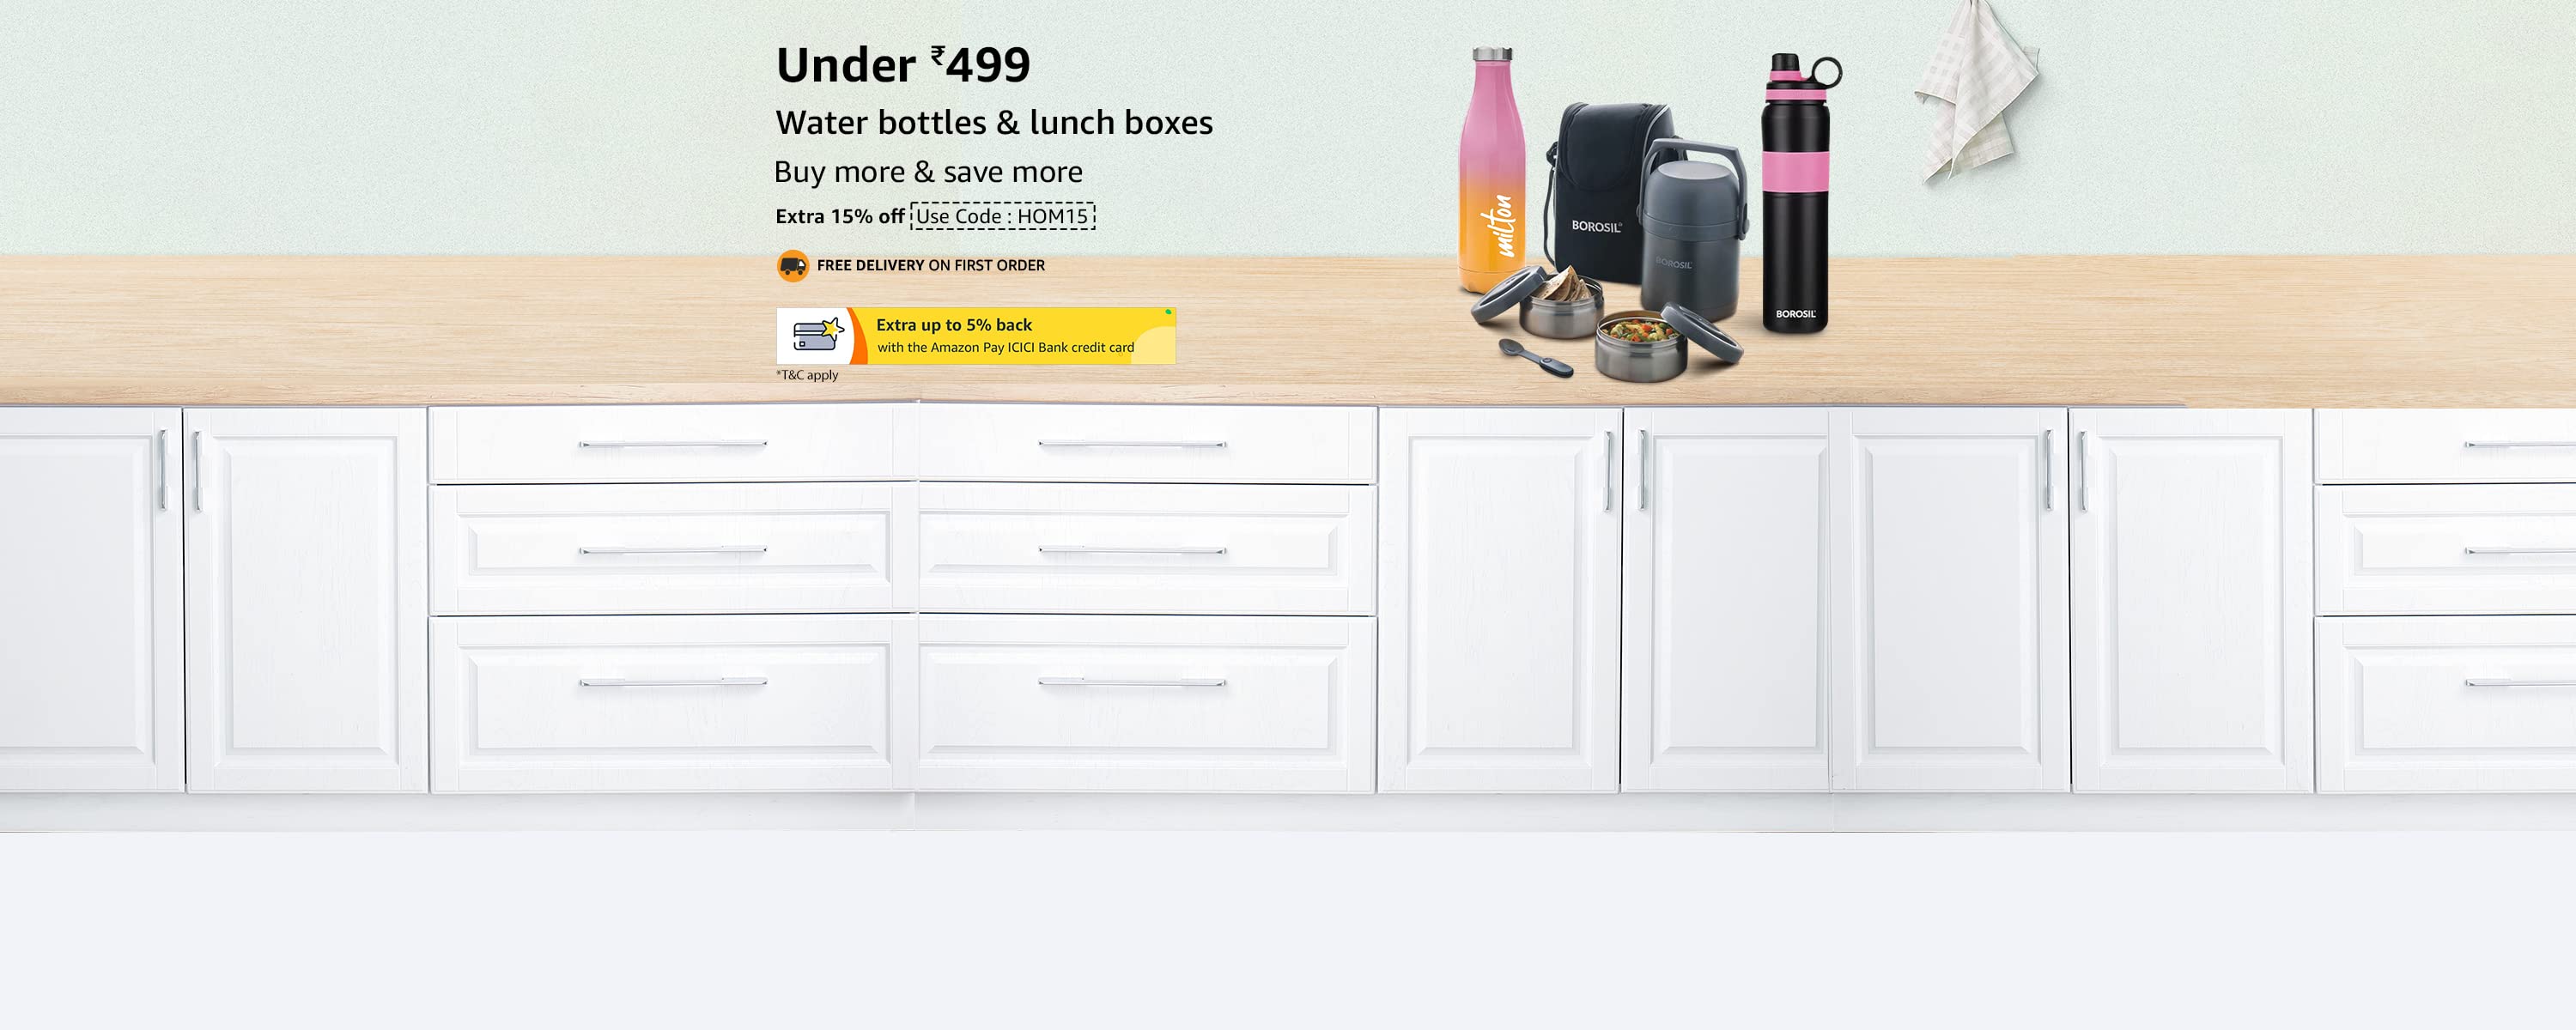 Under ₹499
Water bottles & lunch boxes
Buy more & save more
Extra 15% off Use Code : HOM15
FREE DELIVERY ON FIRST ORDER
Extra up to 5% back
with the Amazon Pay ICICI Bank credit card
*T&C apply
milton
BOROSIL®
BOROSIL
BOROSIL